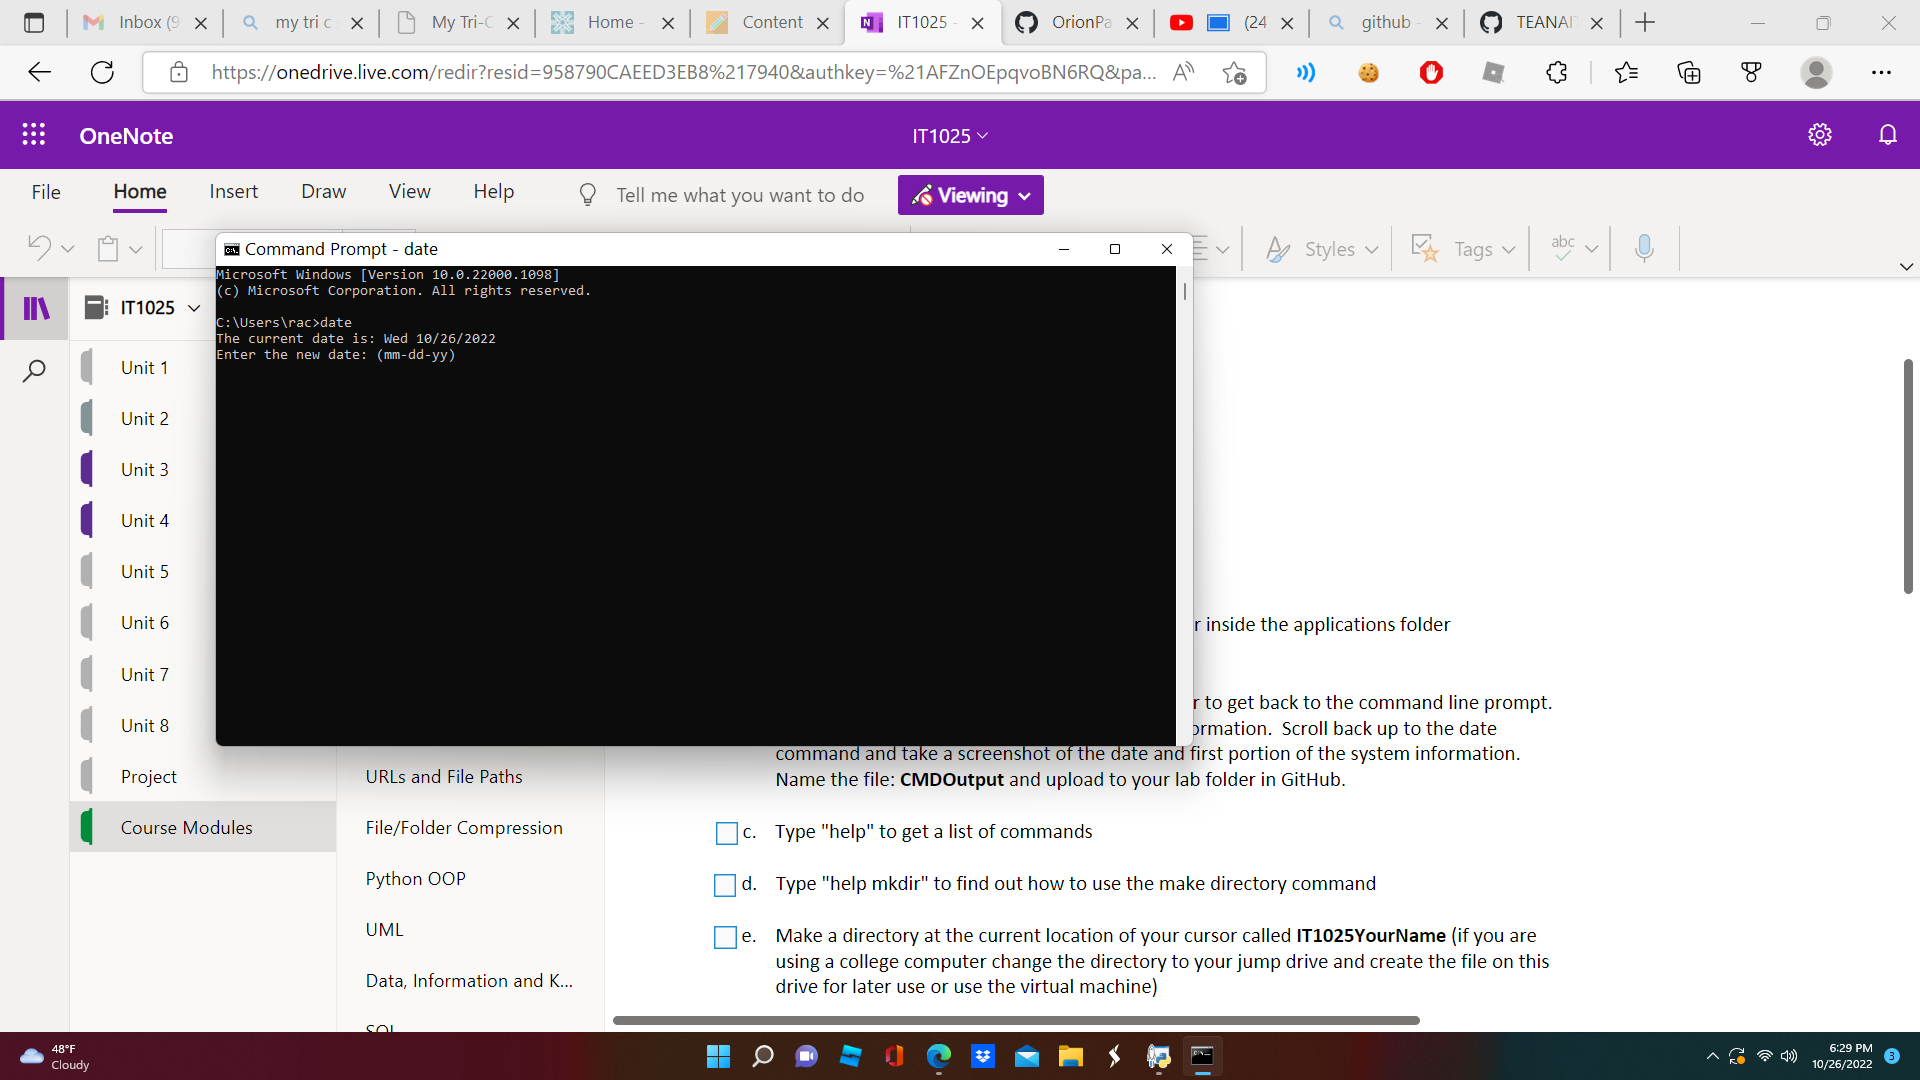 Inbox (9
my tri c
My Tri-C
Home -
Content
IT1025 -
OrionPa
(24
github -
TEANAIT
https://onedrive.live.com/redir?resid=958790CAEED3EB8%217940&authkey=%21AFZnOEpqvoBN6RQ&pa...
OneNote
IT1025
File
Home
Insert
Draw
View
Help
Tell me what you want to do
Viewing
Styles
Tags
abc
Command Prompt - date
Microsoft Windows [Version 10.0.22000.1098]
(c) Microsoft Corporation. All rights reserved.
C:\Users\rac>date
The current date is: Wed 10/26/2022
Enter the new date: (mm-dd-yy)
IT1025
Unit 1
Unit 2
Unit 3
Unit 4
Unit 5
Unit 6
Unit 7
Unit 8
Project
Course Modules
URLs and File Paths
File/Folder Compression
Python OOP
UML
Data, Information and K...
SQL
r inside the applications folder
r to get back to the command line prompt.
ormation. Scroll back up to the date
command and take a screenshot of the date and first portion of the system information.
Name the file: CMDOutput and upload to your lab folder in GitHub.
c. Type "help" to get a list of commands
d. Type "help mkdir" to find out how to use the make directory command
e. Make a directory at the current location of your cursor called IT1025YourName (if you are
using a college computer change the directory to your jump drive and create the file on this
drive for later use or use the virtual machine)
48°F
Cloudy
6:29 PM
10/26/2022
3